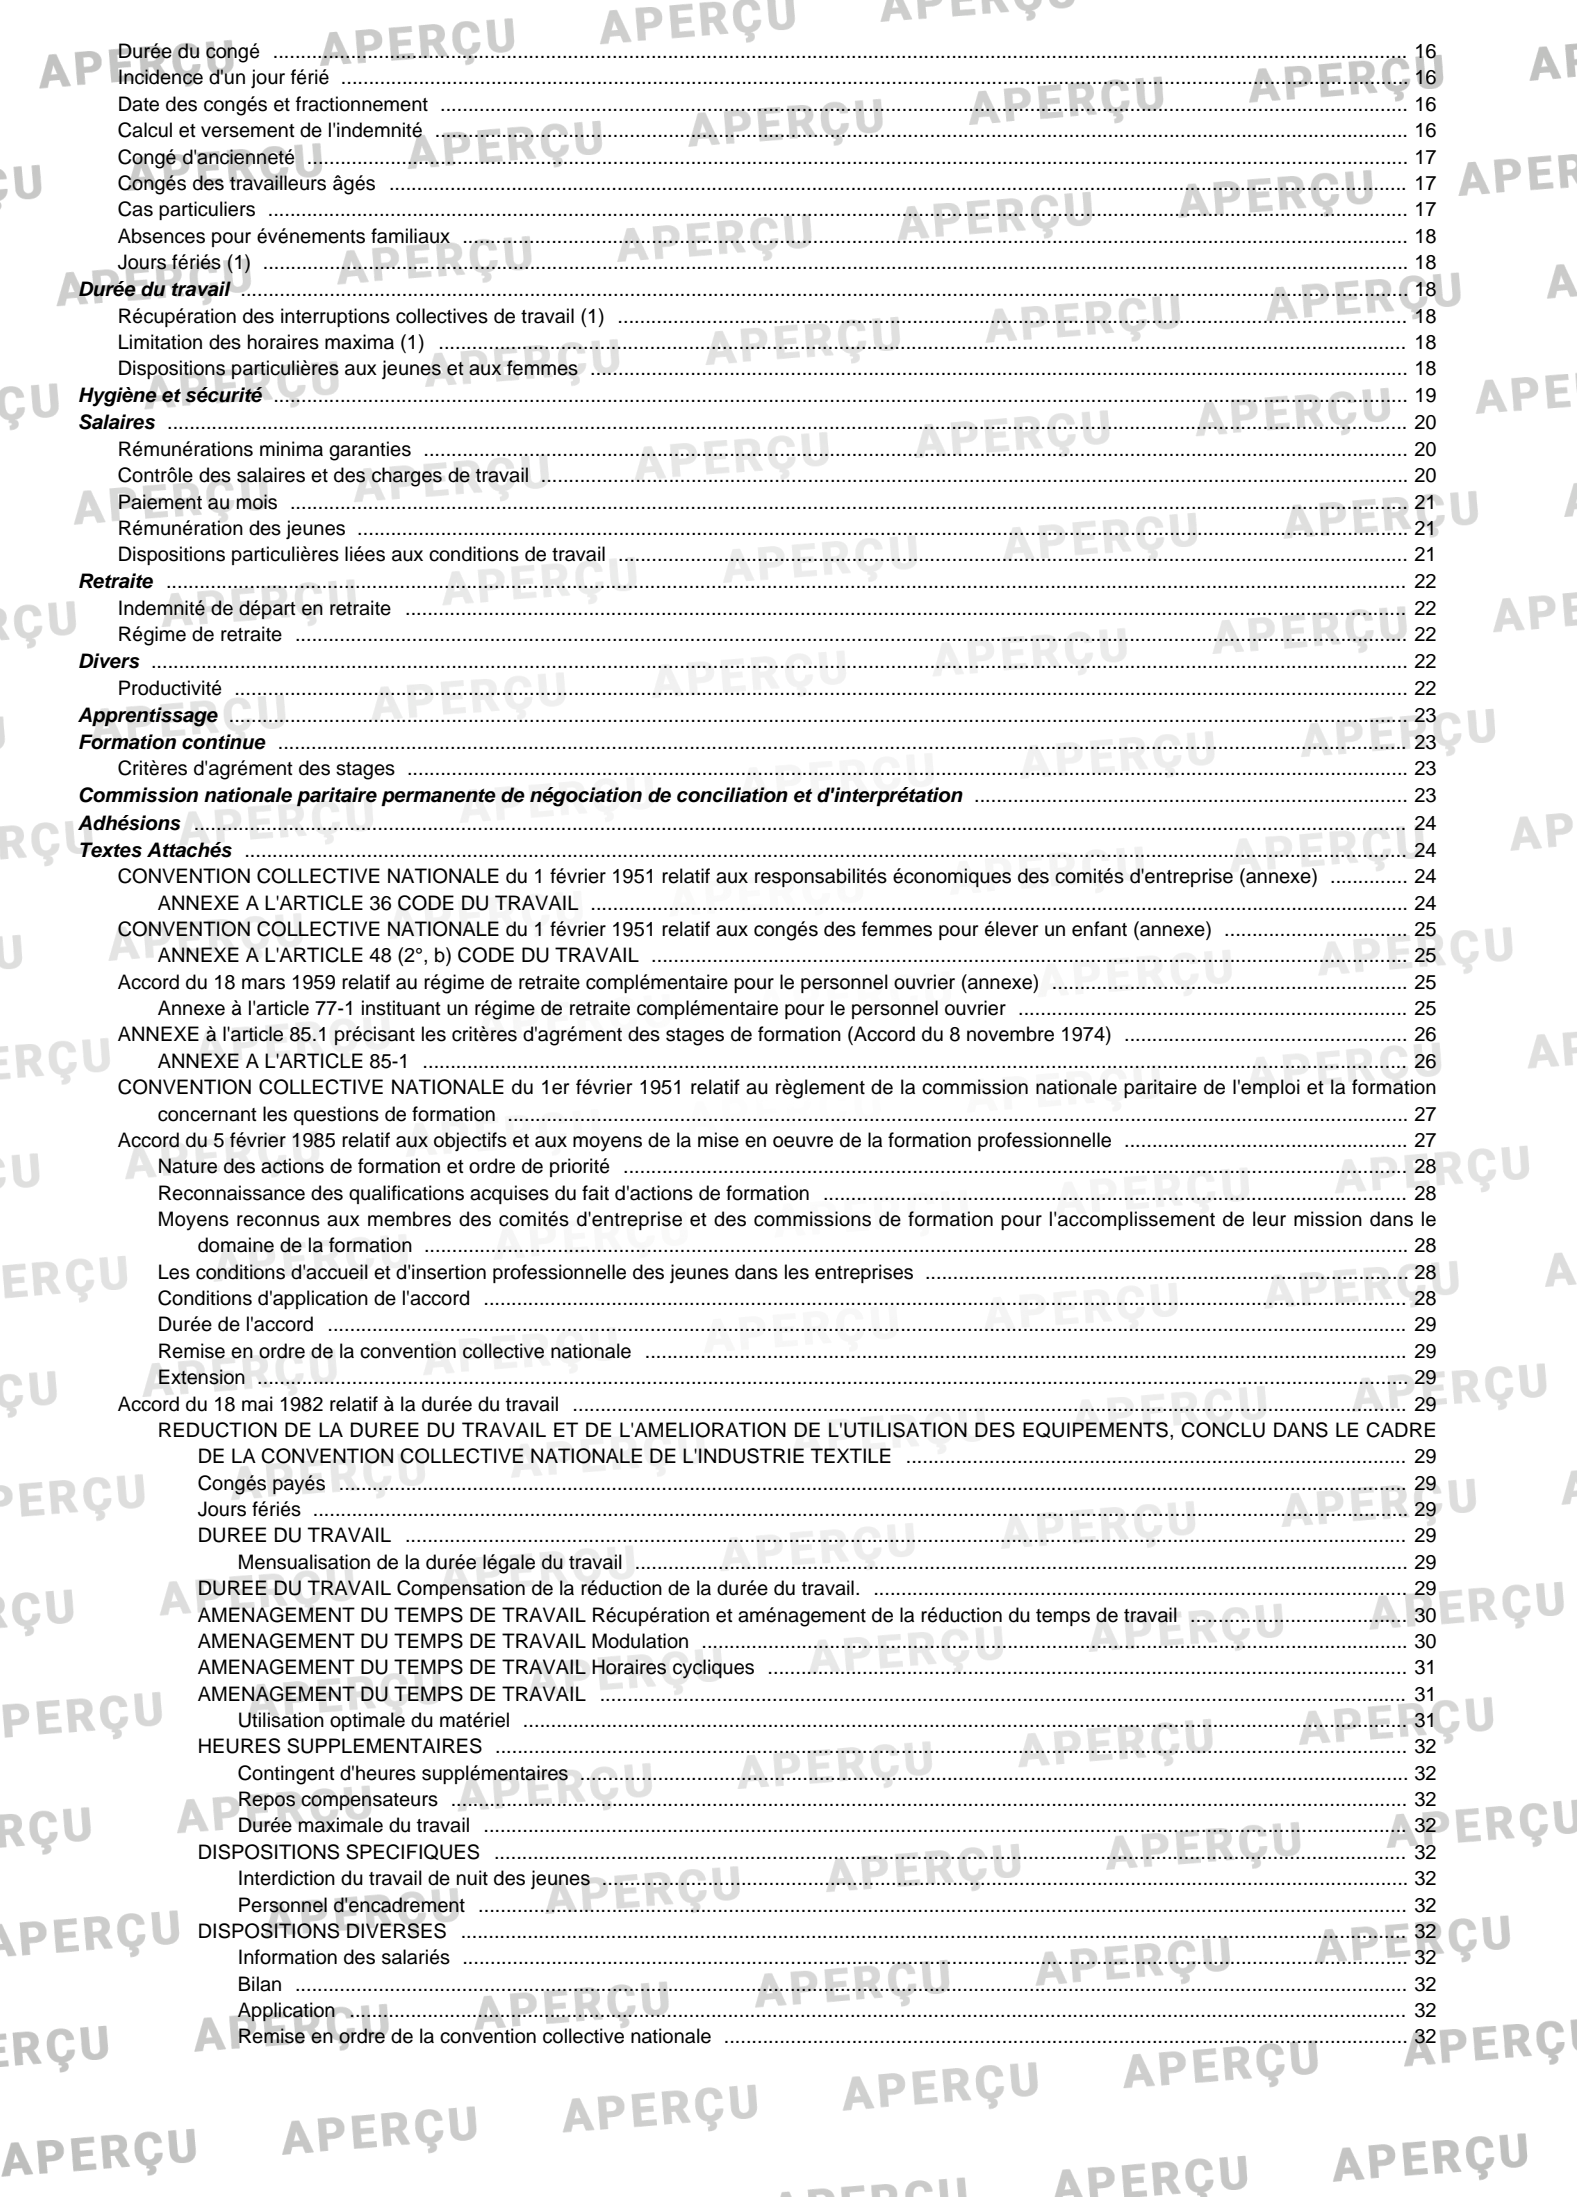 Durée du congé ........ 16
Incidence d'un jour férié ........ 16
Date des congés et fractionnement ........ 16
Calcul et versement de l'indemnité ........ 16
Congé d'ancienneté ........ 17
Congés des travailleurs âgés ........ 17
Cas particuliers ........ 17
Absences pour événements familiaux ........ 18
Jours fériés (1) ........ 18
Durée du travail ........ 18
Récupération des interruptions collectives de travail (1) ........ 18
Limitation des horaires maxima (1) ........ 18
Dispositions particulières aux jeunes et aux femmes ........ 18
Hygiène et sécurité ........ 19
Salaires ........ 20
Rémunérations minima garanties ........ 20
Contrôle des salaires et des charges de travail ........ 20
Paiement au mois ........ 21
Rémunération des jeunes ........ 21
Dispositions particulières liées aux conditions de travail ........ 21
Retraite ........ 22
Indemnité de départ en retraite ........ 22
Régime de retraite ........ 22
Divers ........ 22
Productivité ........ 22
Apprentissage ........ 23
Formation continue ........ 23
Critères d'agrément des stages ........ 23
Commission nationale paritaire permanente de négociation de conciliation et d'interprétation ........ 23
Adhésions ........ 24
Textes Attachés ........ 24
CONVENTION COLLECTIVE NATIONALE du 1 février 1951 relatif aux responsabilités économiques des comités d'entreprise (annexe) ........ 24
ANNEXE A L'ARTICLE 36 CODE DU TRAVAIL ........ 24
CONVENTION COLLECTIVE NATIONALE du 1 février 1951 relatif aux congés des femmes pour élever un enfant (annexe) ........ 25
ANNEXE A L'ARTICLE 48 (2°, b) CODE DU TRAVAIL ........ 25
Accord du 18 mars 1959 relatif au régime de retraite complémentaire pour le personnel ouvrier (annexe) ........ 25
Annexe à l'article 77-1 instituant un régime de retraite complémentaire pour le personnel ouvrier ........ 25
ANNEXE à l'article 85.1 précisant les critères d'agrément des stages de formation (Accord du 8 novembre 1974) ........ 26
ANNEXE A L'ARTICLE 85-1 ........ 26
CONVENTION COLLECTIVE NATIONALE du 1er février 1951 relatif au règlement de la commission nationale paritaire de l'emploi et la formation
concernant les questions de formation ........ 27
Accord du 5 février 1985 relatif aux objectifs et aux moyens de la mise en oeuvre de la formation professionnelle ........ 27
Nature des actions de formation et ordre de priorité ........ 28
Reconnaissance des qualifications acquises du fait d'actions de formation ........ 28
Moyens reconnus aux membres des comités d'entreprise et des commissions de formation pour l'accomplissement de leur mission dans le
domaine de la formation ........ 28
Les conditions d'accueil et d'insertion professionnelle des jeunes dans les entreprises ........ 28
Conditions d'application de l'accord ........ 28
Durée de l'accord ........ 29
Remise en ordre de la convention collective nationale ........ 29
Extension ........ 29
Accord du 18 mai 1982 relatif à la durée du travail ........ 29
REDUCTION DE LA DUREE DU TRAVAIL ET DE L'AMELIORATION DE L'UTILISATION DES EQUIPEMENTS, CONCLU DANS LE CADRE
DE LA CONVENTION COLLECTIVE NATIONALE DE L'INDUSTRIE TEXTILE ........ 29
Congés payés ........ 29
Jours fériés ........ 29
DUREE DU TRAVAIL ........ 29
Mensualisation de la durée légale du travail ........ 29
DUREE DU TRAVAIL Compensation de la réduction de la durée du travail. ........ 29
AMENAGEMENT DU TEMPS DE TRAVAIL Récupération et aménagement de la réduction du temps de travail ........ 30
AMENAGEMENT DU TEMPS DE TRAVAIL Modulation ........ 30
AMENAGEMENT DU TEMPS DE TRAVAIL Horaires cycliques ........ 31
AMENAGEMENT DU TEMPS DE TRAVAIL ........ 31
Utilisation optimale du matériel ........ 31
HEURES SUPPLEMENTAIRES ........ 32
Contingent d'heures supplémentaires ........ 32
Repos compensateurs ........ 32
Durée maximale du travail ........ 32
DISPOSITIONS SPECIFIQUES ........ 32
Interdiction du travail de nuit des jeunes ........ 32
Personnel d'encadrement ........ 32
DISPOSITIONS DIVERSES ........ 32
Information des salariés ........ 32
Bilan ........ 32
Application ........ 32
Remise en ordre de la convention collective nationale ........ 32
APERÇU